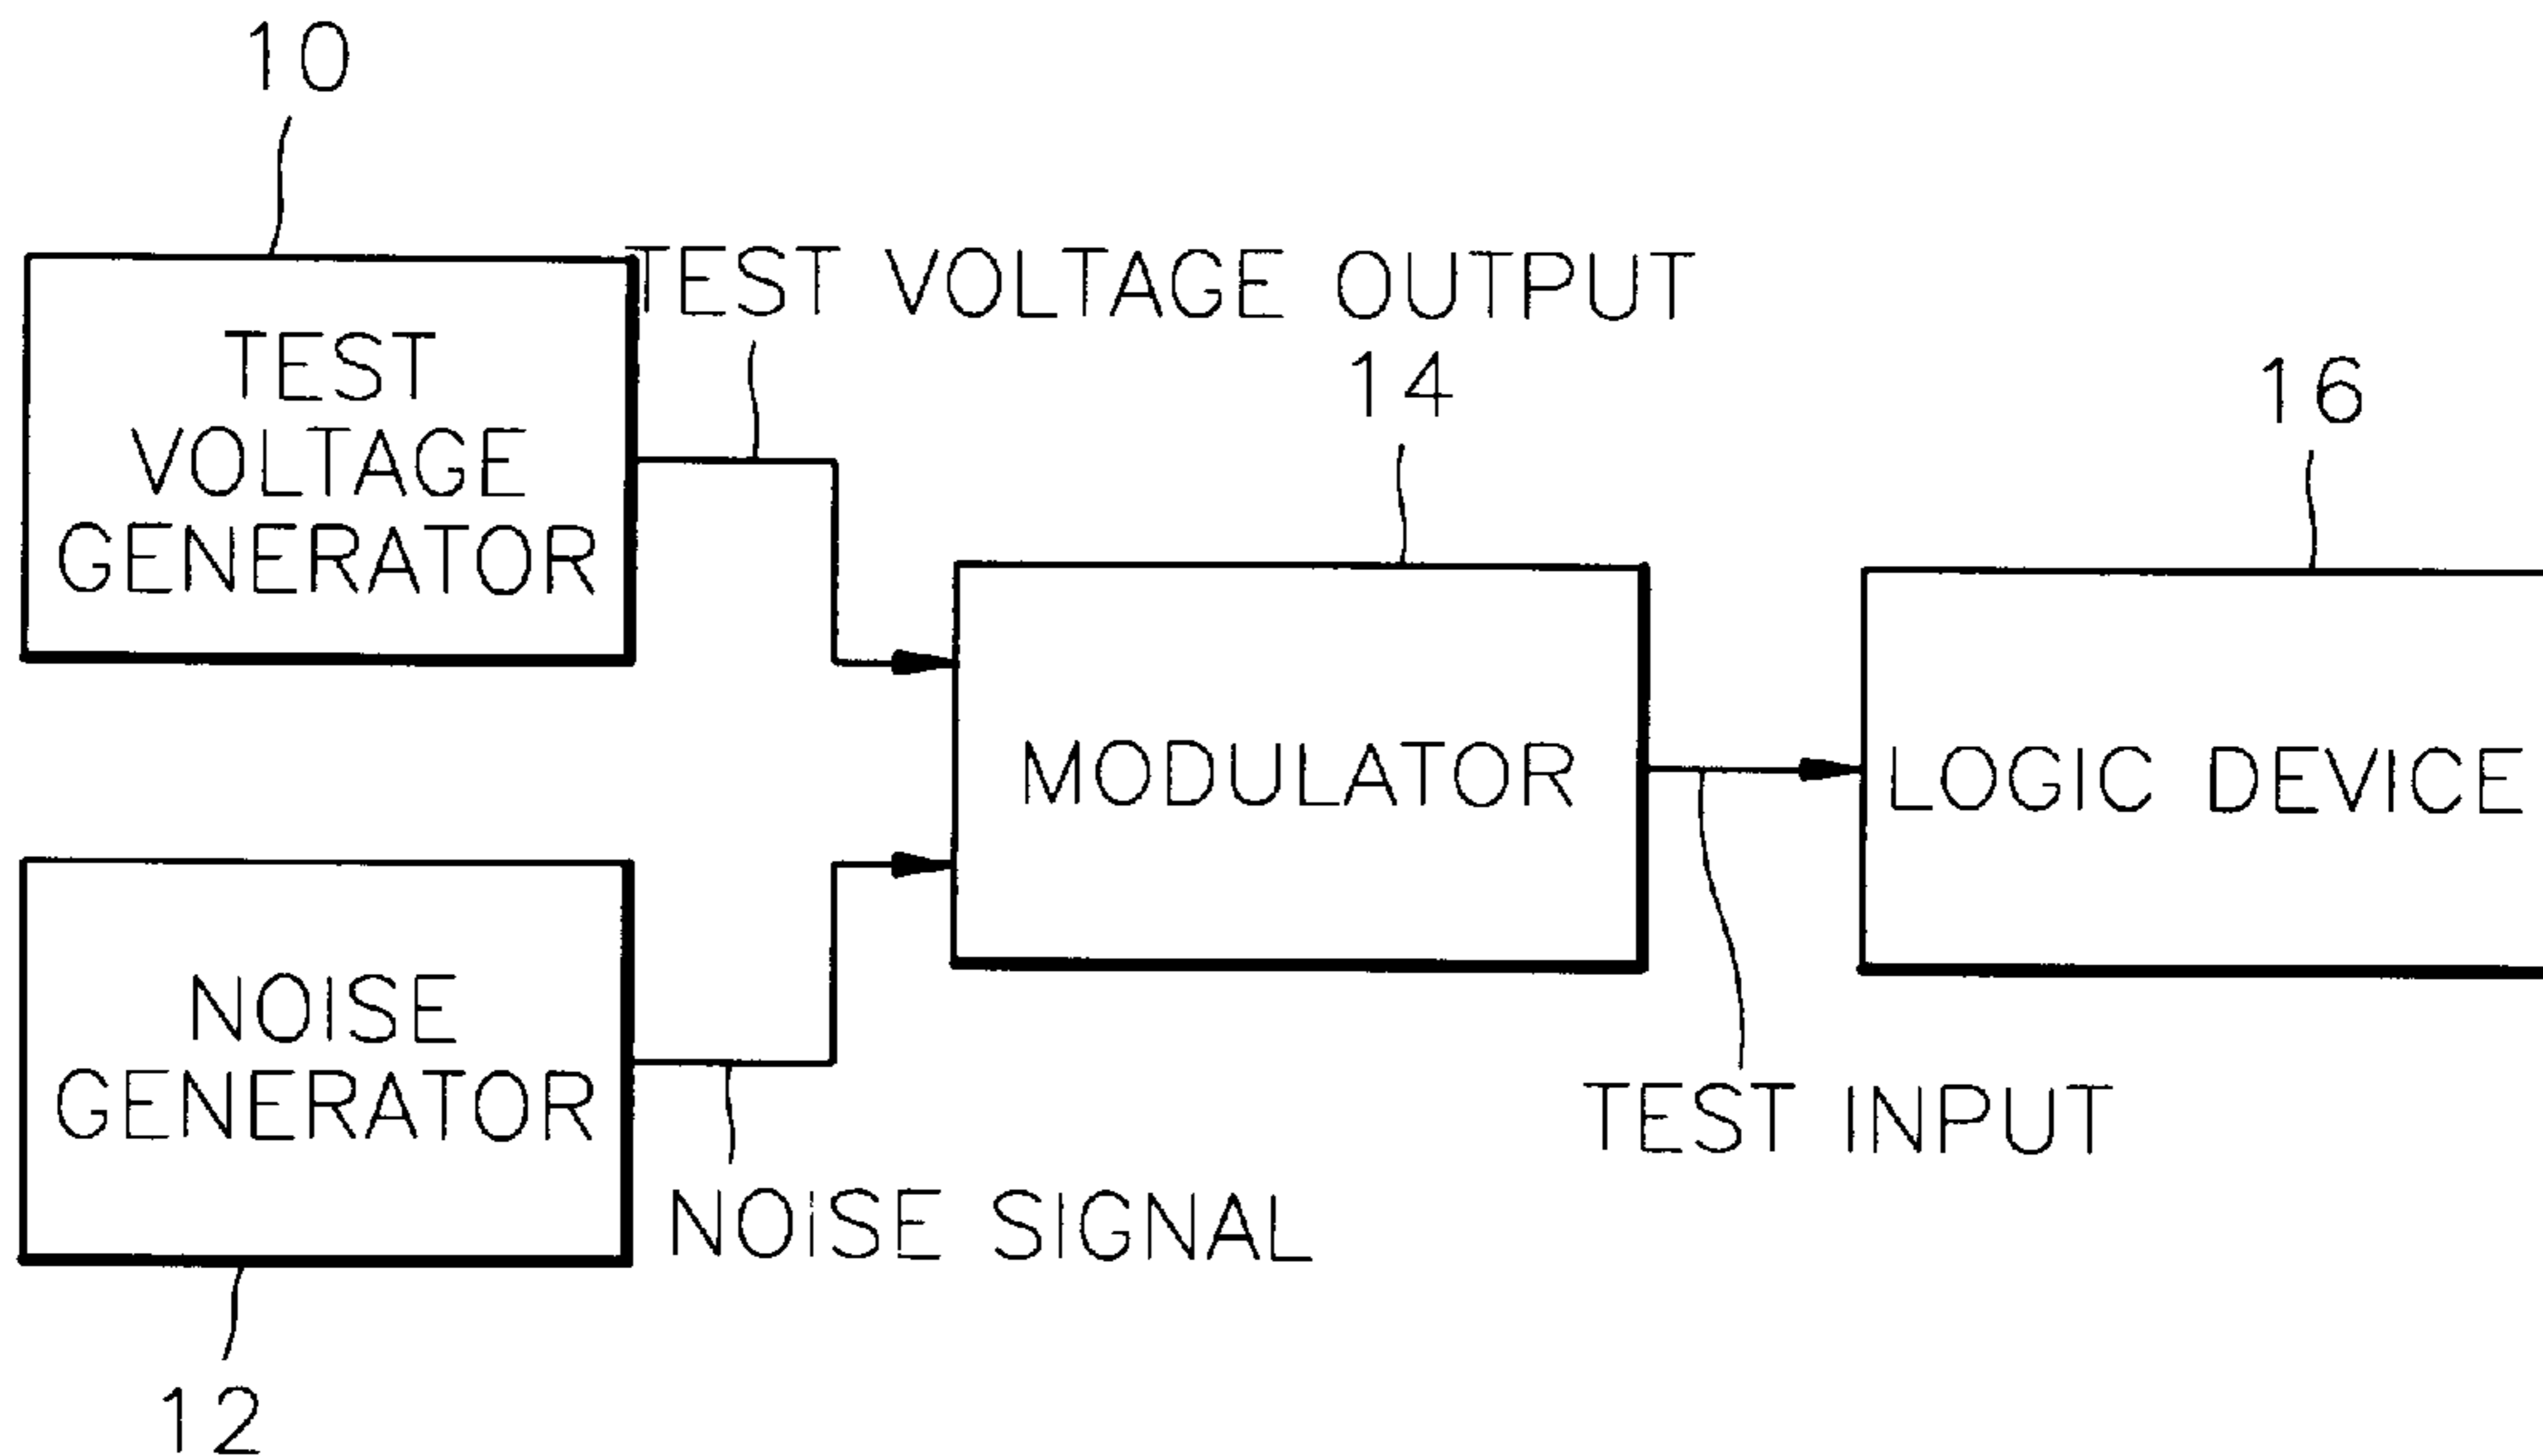 10
TEST VOLTAGE OUTPUT
TEST
VOLTAGE
GENERATOR
14
16
MODULATOR
LOGIC DEVICE
NOISE
GENERATOR
TEST INPUT
NOISE SIGNAL
12